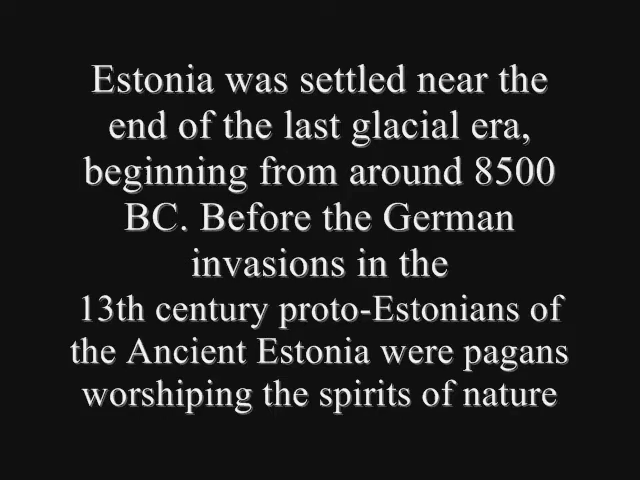 Estonia was settled near the
end of the last glacial era,
beginning from around 8500
BC. Before the German
invasions in the
13th century proto-Estonians of
the Ancient Estonia were pagans
worshiping the spirits of nature